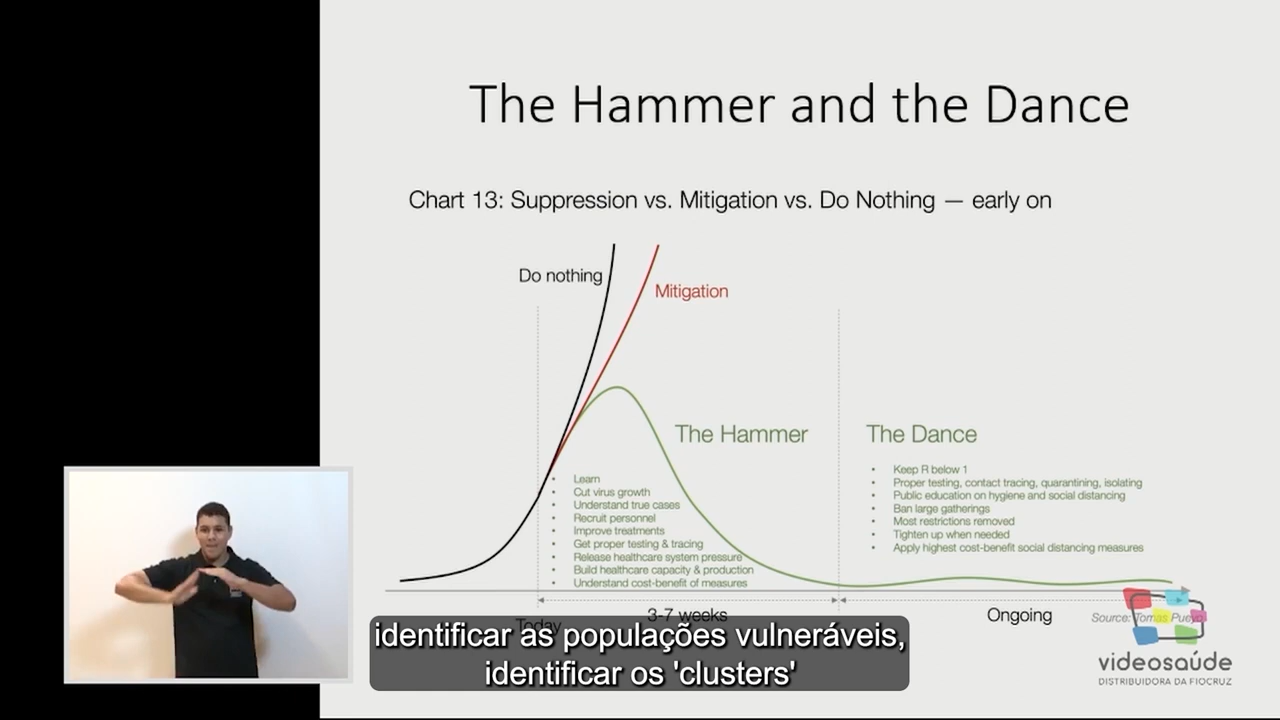 The Hammer and the Dance
Chart 13: Suppression vs. Mitigation vs. Do Nothing — early on
Do nothing
Mitigation
The Hammer
• Learn
• Cut virus growth
• Understand true cases
• Recruit personnel
• Improve treatments
• Get proper testing & tracing
• Release healthcare system pressure
• Build healthcare capacity & production
• Understand cost-benefit of measures
The Dance
• Keep R below 1
• Proper testing, contact tracing, quarantining, isolating
• Public education on hygiene and social distancing
• Ban large gatherings
• Most restrictions removed
• Tighten up when needed
• Apply highest cost-benefit social distancing measures
Today
3-7 weeks
Ongoing
Source: Tomas Pueyo
identificar as populações vulneráveis,
identificar os 'clusters'
videosaúde
DISTRIBUIDORA DA FIOCRUZ